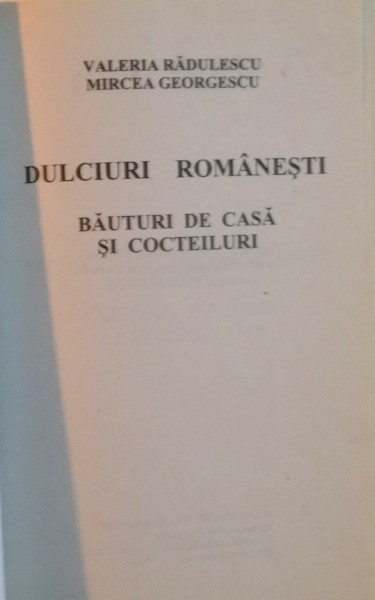 VALERIA RĂDULESCU
MIRCEA GEORGESCU
DULCIURI ROMÂNEȘTI
BĂUTURI DE CASĂ
ȘI COCTEILURI